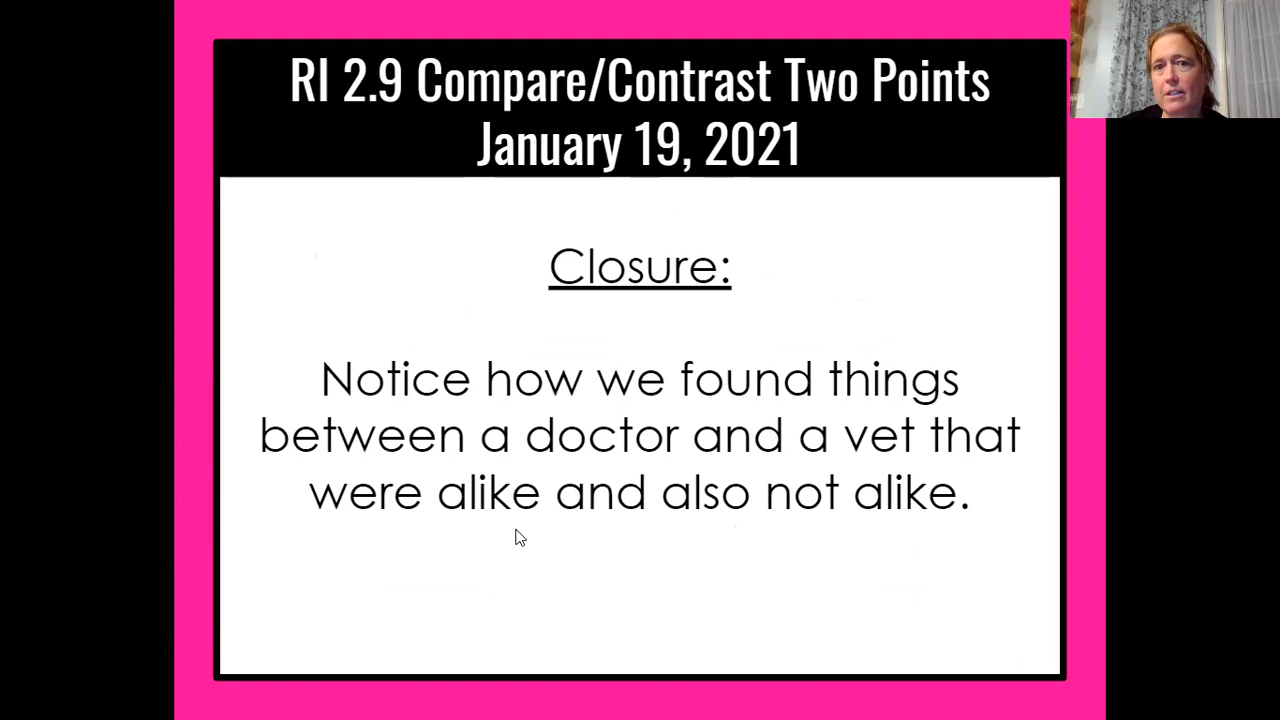 RI 2.9 Compare/Contrast Two Points
January 19, 2021
Closure:
Notice how we found things
between a doctor and a vet that
were alike and also not alike.